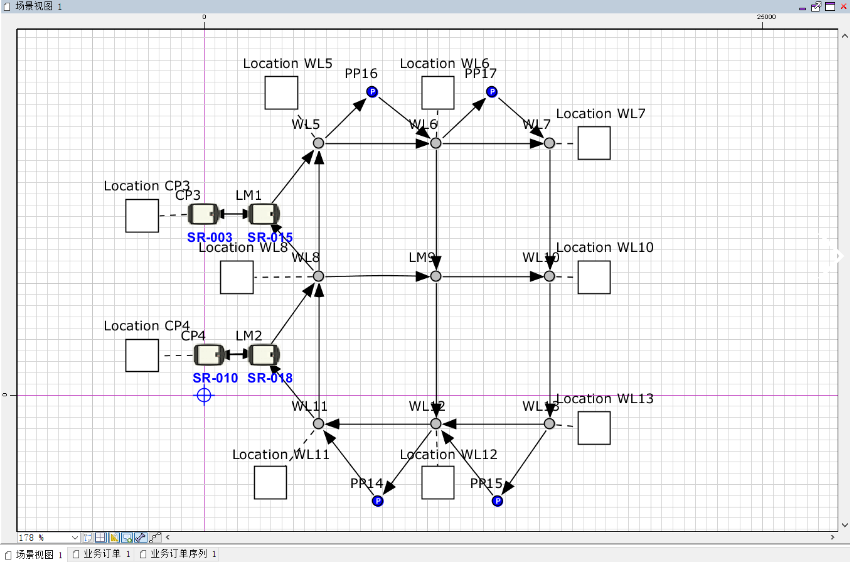 场景视图 1
0
25000
Location WL5
Location WL6
PP16
PP17
Location WL7
WL5
WL6
WL7
Location CP3
CP3
LM1
SR-003
SR-015
Location WL8
WL8
LM9
WL10
Location WL10
Location CP4
CP4
LM2
SR-010
SR-018
0
WL11
WL12
WL13
Location WL13
Location WL11
Location WL12
PP14
PP15
P
P
P
P
178 %
场景视图 1
业务订单 1
业务订单序列 1